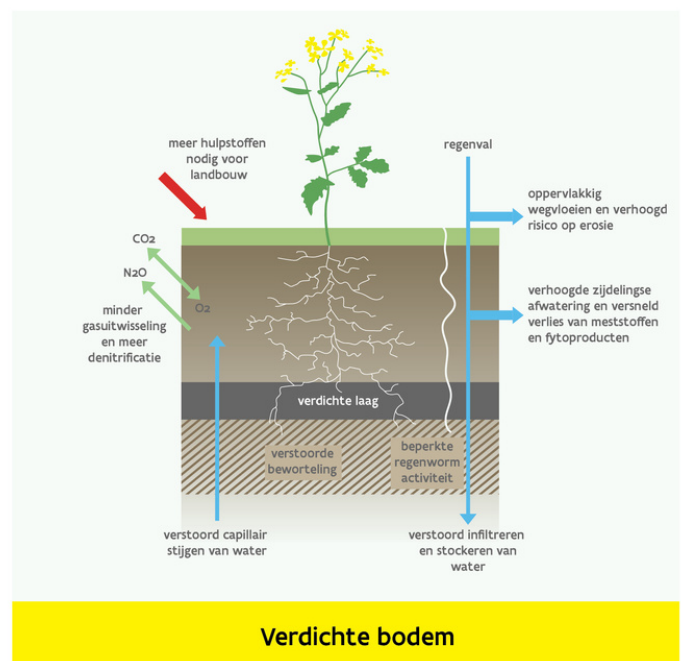 meer hulpstoffen
nodig voor
landbouw
regenval
oppervlakkig
wegvloeien en verhoogd
risico op erosie
CO2
N2O
O2
minder
gasuitwisseling
en meer
denitrificatie
verhoogde zijdelingse
afwatering en versneld
verlies van meststoffen
en fytoproducten
verdichte laag
verstoorde
beworteling
beperkte
regenworm
activiteit
verstoord capillair
stijgen van water
verstoord infiltreren
en stockeren van
water
Verdichte bodem